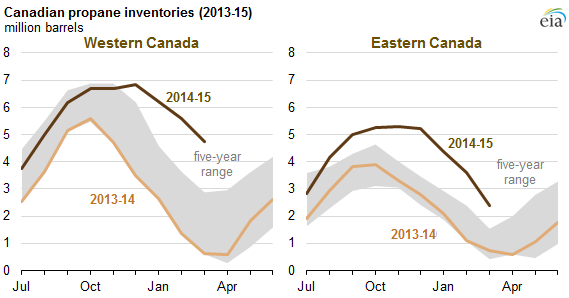 Canadian propane inventories (2013-15)
million barrels
eia
Western Canada
8
7
6
5
4
3
2
1
0
2014-15
five-year
range
2013-14
Jul
Oct
Jan
Apr
Eastern Canada
8
7
6
5
4
3
2
1
0
2014-15
five-year
range
2013-14
Jul
Oct
Jan
Apr